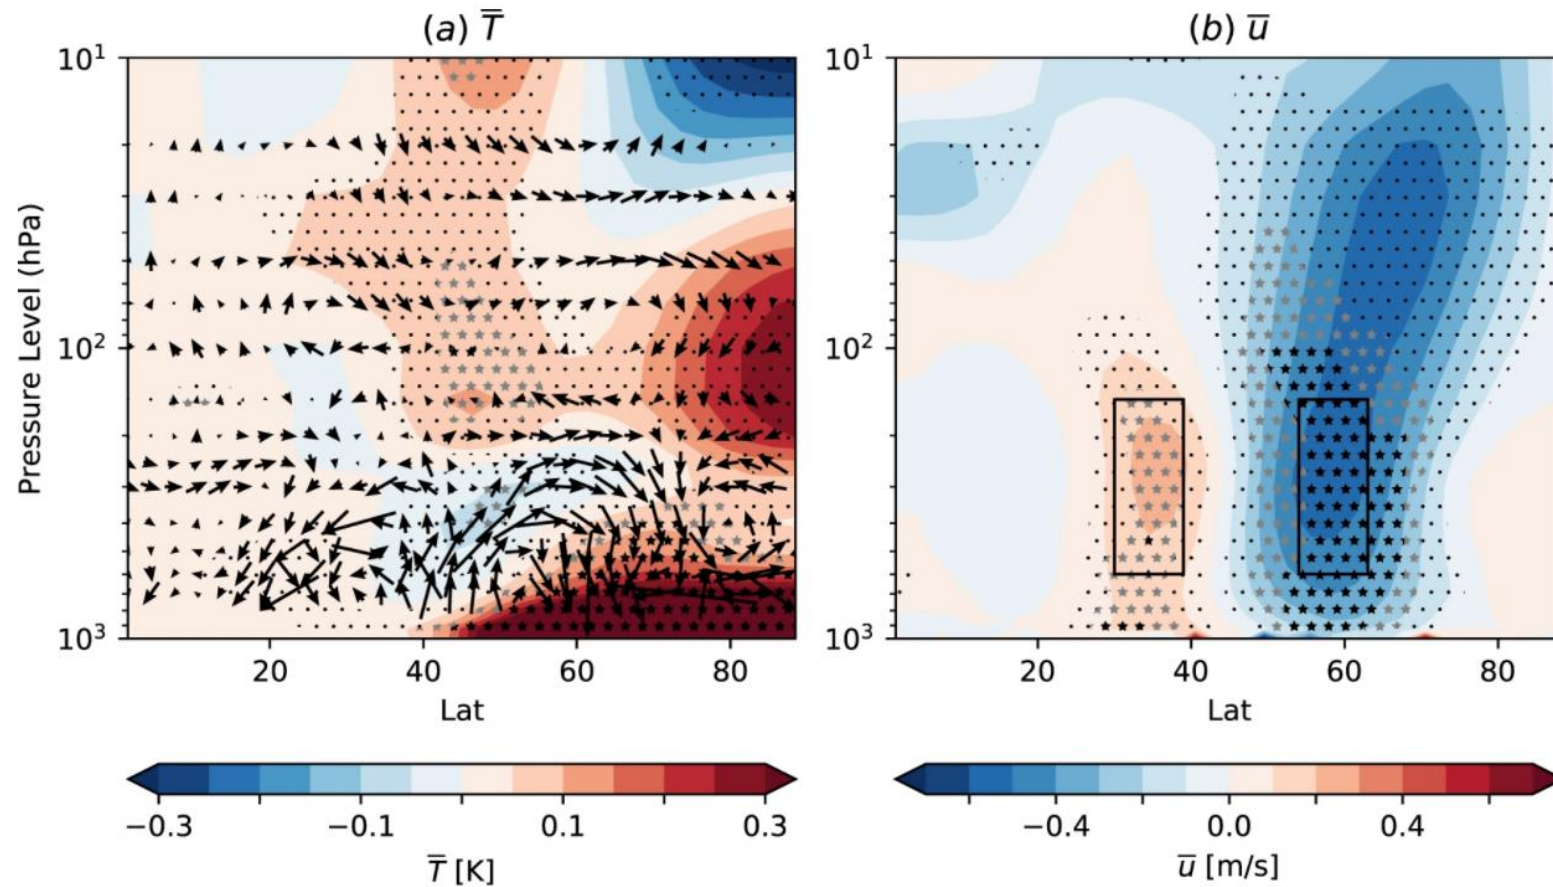 (a) T̅
(b) u̅
Pressure Level (hPa)
10¹
10²
10³
20 40 60 80
Lat
10¹
10²
10³
20 40 60 80
Lat
−0.3 −0.1 0.1 0.3
T̅ [K]
−0.4 0.0 0.4
u̅ [m/s]